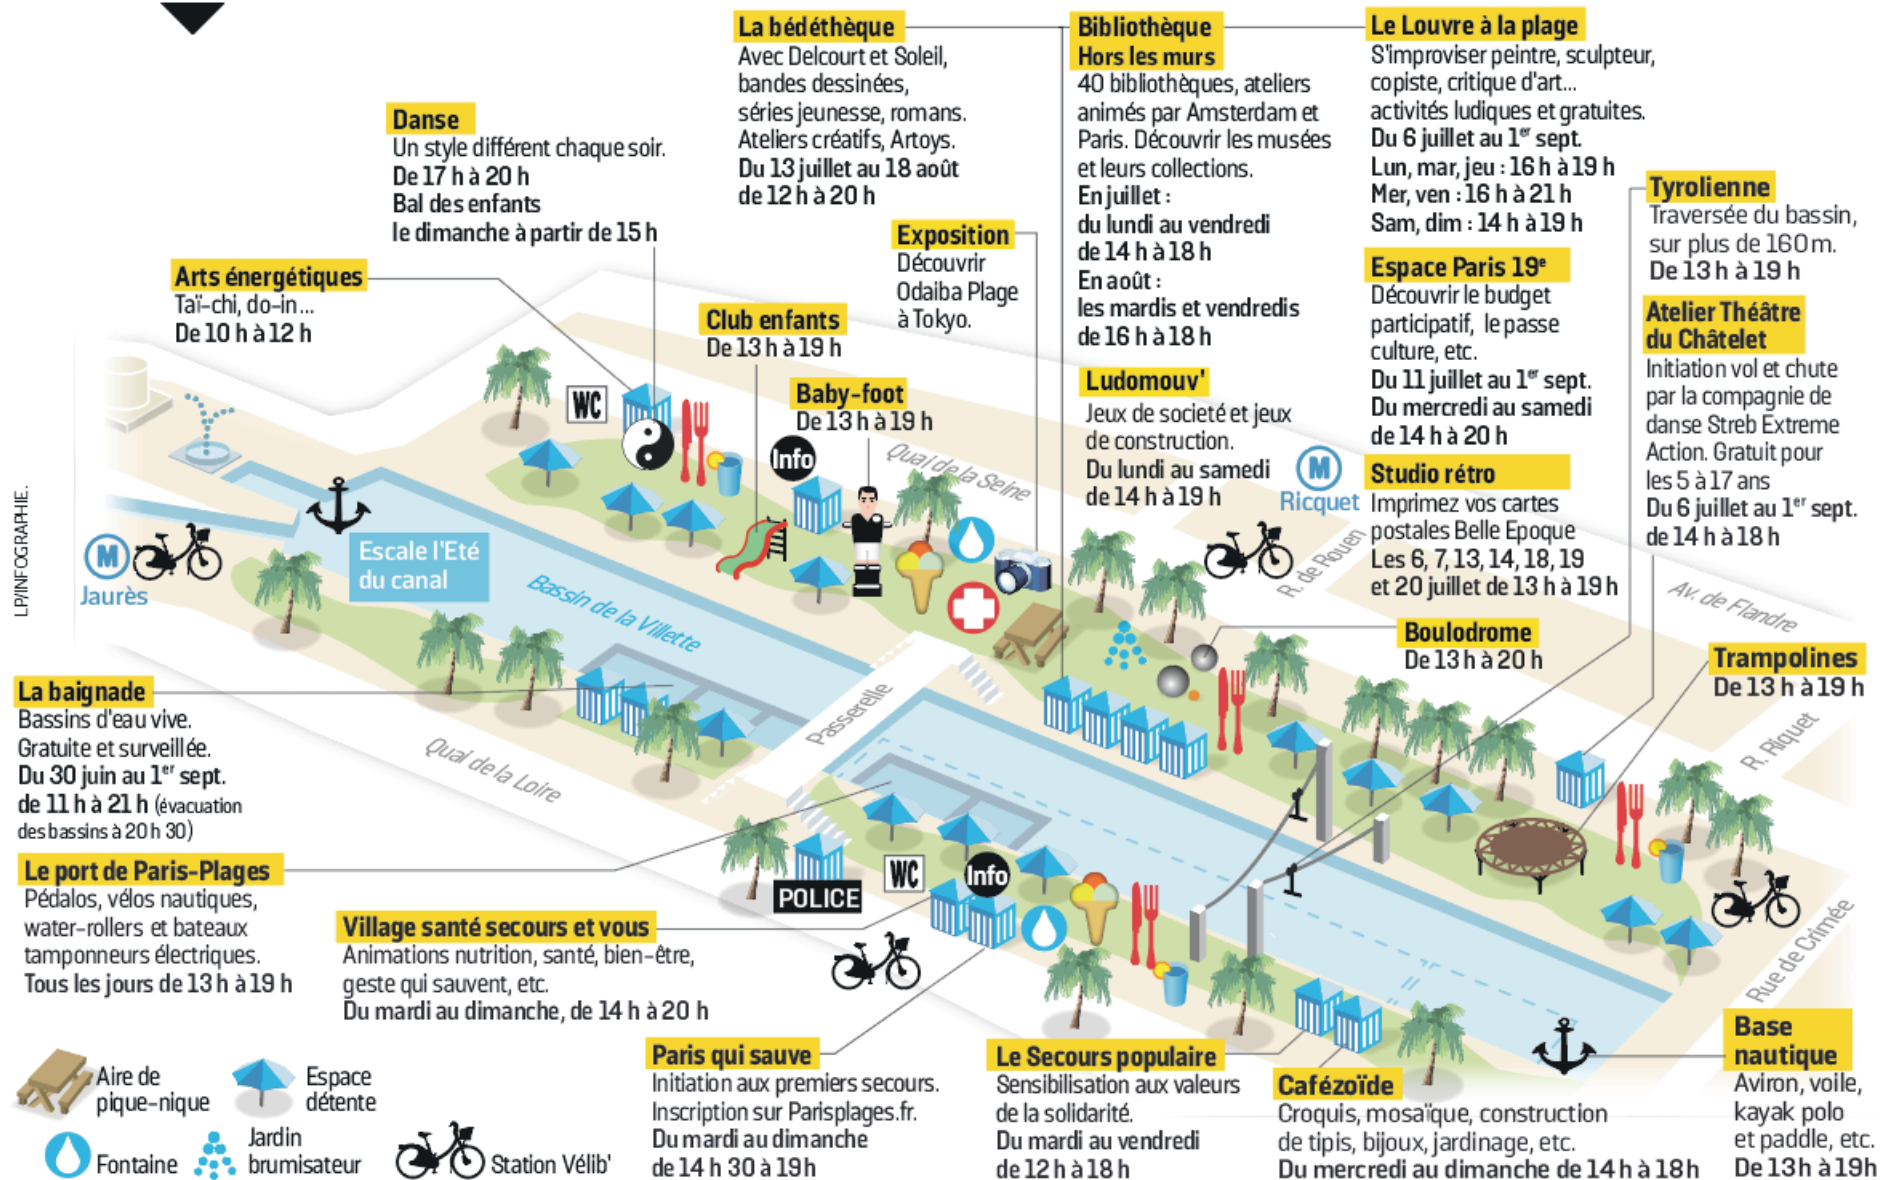 La bédéthèque
Avec Delcourt et Soleil,
bandes dessinées,
séries jeunesse, romans.
Ateliers créatifs, Artoys.
Du 13 juillet au 18 août
de 12 h à 20 h
Bibliothèque
Hors les murs
40 bibliothèques, ateliers
animés par Amsterdam et
Paris. Découvrir les musées
et leurs collections.
En juillet :
du lundi au vendredi
de 14 h à 18 h
En août :
les mardis et vendredis
de 16 h à 18 h
Le Louvre à la plage
S'improviser peintre, sculpteur,
copiste, critique d'art...
activités ludiques et gratuites.
Du 6 juillet au 1er sept.
Lun, mar, jeu : 16 h à 19 h
Mer, ven : 16 h à 21 h
Sam, dim : 14 h à 19 h
Danse
Un style différent chaque soir.
De 17 h à 20 h
Bal des enfants
le dimanche à partir de 15 h
Tyrolienne
Traversée du bassin,
sur plus de 160 m.
De 13 h à 19 h
Exposition
Découvrir
Odaiba Plage
à Tokyo.
Espace Paris 19e
Découvrir le budget
participatif, le passe
culture, etc.
Du 11 juillet au 1er sept.
Du mercredi au samedi
de 14 h à 20 h
Arts énergétiques
Taï-chi, do-in...
De 10 h à 12 h
Club enfants
De 13 h à 19 h
Atelier Théâtre
du Châtelet
Initiation vol et chute
par la compagnie de
danse Streb Extreme
Action. Gratuit pour
les 5 à 17 ans
Du 6 juillet au 1er sept.
de 14 h à 18 h
Baby-foot
De 13 h à 19 h
Ludomouv'
Jeux de societé et jeux
de construction.
Du lundi au samedi
de 14 h à 19 h
Studio rétro
Imprimez vos cartes
postales Belle Epoque
Les 6, 7, 13, 14, 18, 19
et 20 juillet de 13 h à 19 h
WC
Info
Quai de la Seine
M
Ricquet
R. de Rouen
Av. de Flandre
LP/INFOGRAPHIE.
M
Jaurès
Escale l'Eté
du canal
Bassin de la Villette
Boulodrome
De 13 h à 20 h
Trampolines
De 13 h à 19 h
R. Riquet
La baignade
Bassins d'eau vive.
Gratuite et surveillée.
Du 30 juin au 1er sept.
de 11 h à 21 h (évacuation
des bassins à 20 h 30)
Passerelle
Quai de la Loire
Le port de Paris-Plages
Pédalos, vélos nautiques,
water-rollers et bateaux
tamponneurs électriques.
Tous les jours de 13 h à 19 h
POLICE
WC
Info
Rue de Crimée
Village santé secours et vous
Animations nutrition, santé, bien-être,
geste qui sauvent, etc.
Du mardi au dimanche, de 14 h à 20 h
Paris qui sauve
Initiation aux premiers secours.
Inscription sur Parisplages.fr.
Du mardi au dimanche
de 14 h 30 à 19 h
Le Secours populaire
Sensibilisation aux valeurs
de la solidarité.
Du mardi au vendredi
de 12 h à 18 h
Cafézoïde
Croquis, mosaïque, construction
de tipis, bijoux, jardinage, etc.
Du mercredi au dimanche de 14 h à 18 h
Base
nautique
Aviron, voile,
kayak polo
et paddle, etc.
De 13 h à 19 h
Aire de
pique-nique
Espace
détente
Fontaine
Jardin
brumisateur
Station Vélib'